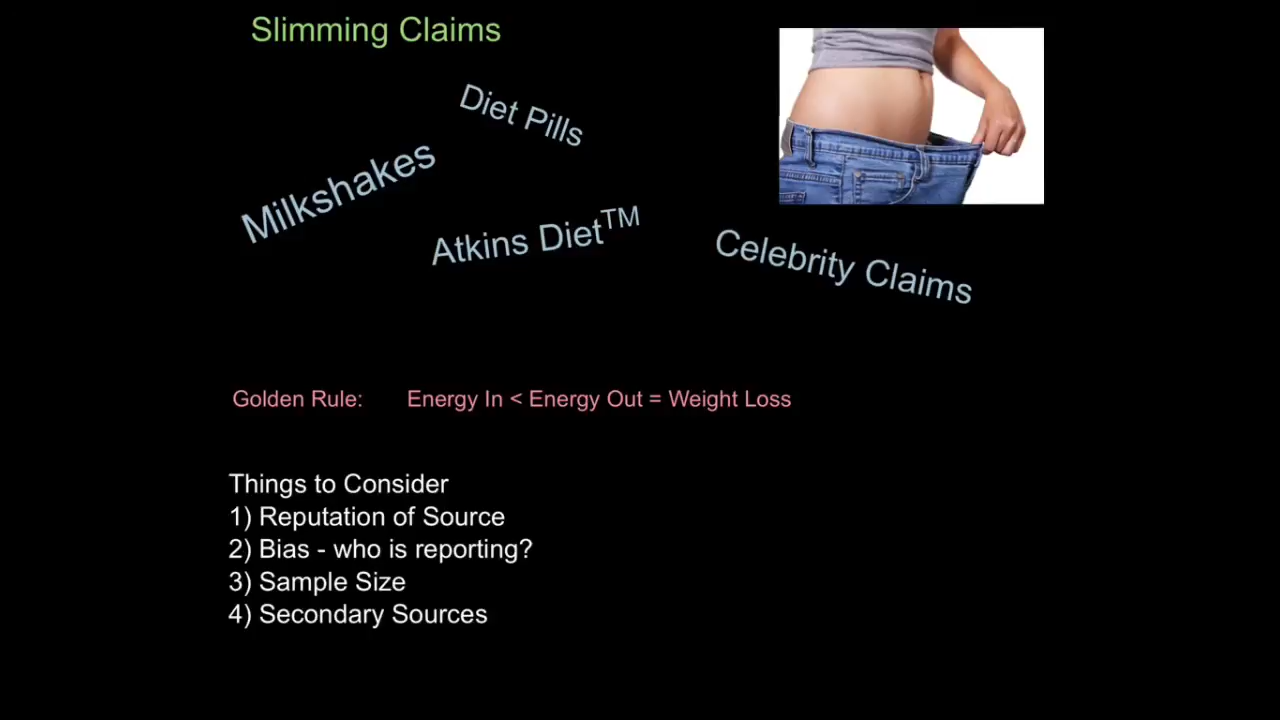 Slimming Claims
Diet Pills
Milkshakes
Atkins Diet™
Celebrity Claims
Golden Rule: Energy In < Energy Out = Weight Loss
Things to Consider
1) Reputation of Source
2) Bias - who is reporting?
3) Sample Size
4) Secondary Sources